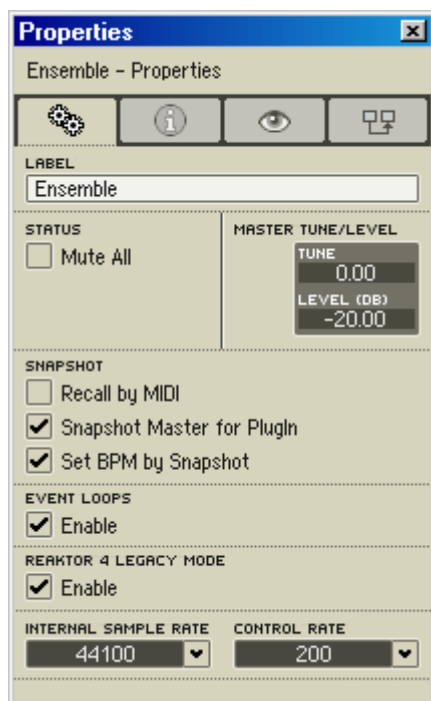 Properties
Ensemble – Properties
LABEL
Ensemble
STATUS
Mute All
MASTER TUNE/LEVEL
TUNE
0.00
LEVEL (DB)
-20.00
SNAPSHOT
Recall by MIDI
Snapshot Master for PlugIn
Set BPM by Snapshot
EVENT LOOPS
Enable
REAKTOR 4 LEGACY MODE
Enable
INTERNAL SAMPLE RATE CONTROL RATE
44100 200